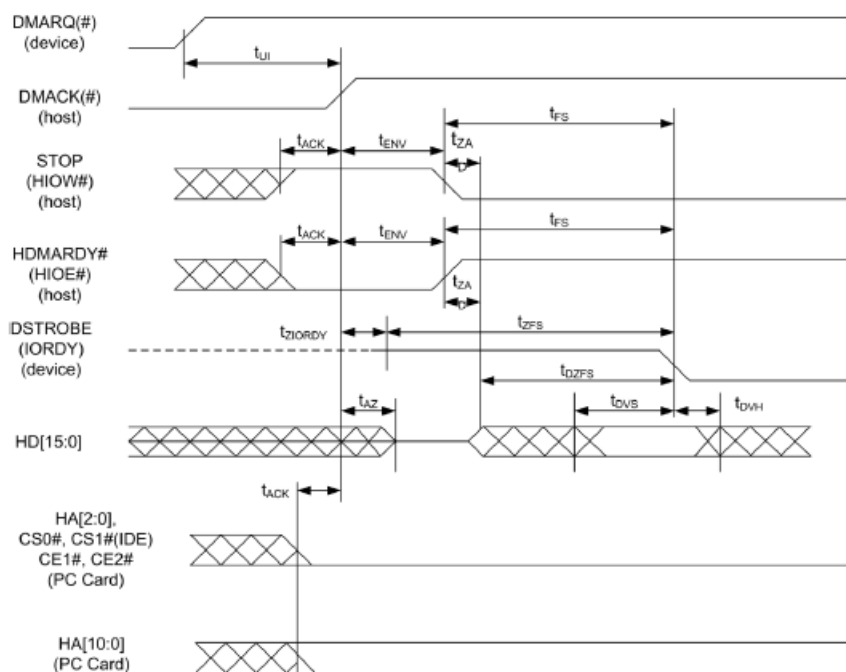 DMARQ(#)
(device)
tUI
DMACK(#)
(host)
tFS
tACK
tENV
tZA
D
STOP
(HIOW#)
(host)
tFS
tACK
tENV
HDMARDY#
(HIOE#)
(host)
tZA
D
DSTROBE
(IORDY)
(device)
tZIORDY
tZFS
tDZFS
tAZ
tDVS
tDVH
HD[15:0]
tACK
HA[2:0],
CS0#, CS1#(IDE)
CE1#, CE2#
(PC Card)
HA[10:0]
(PC Card)